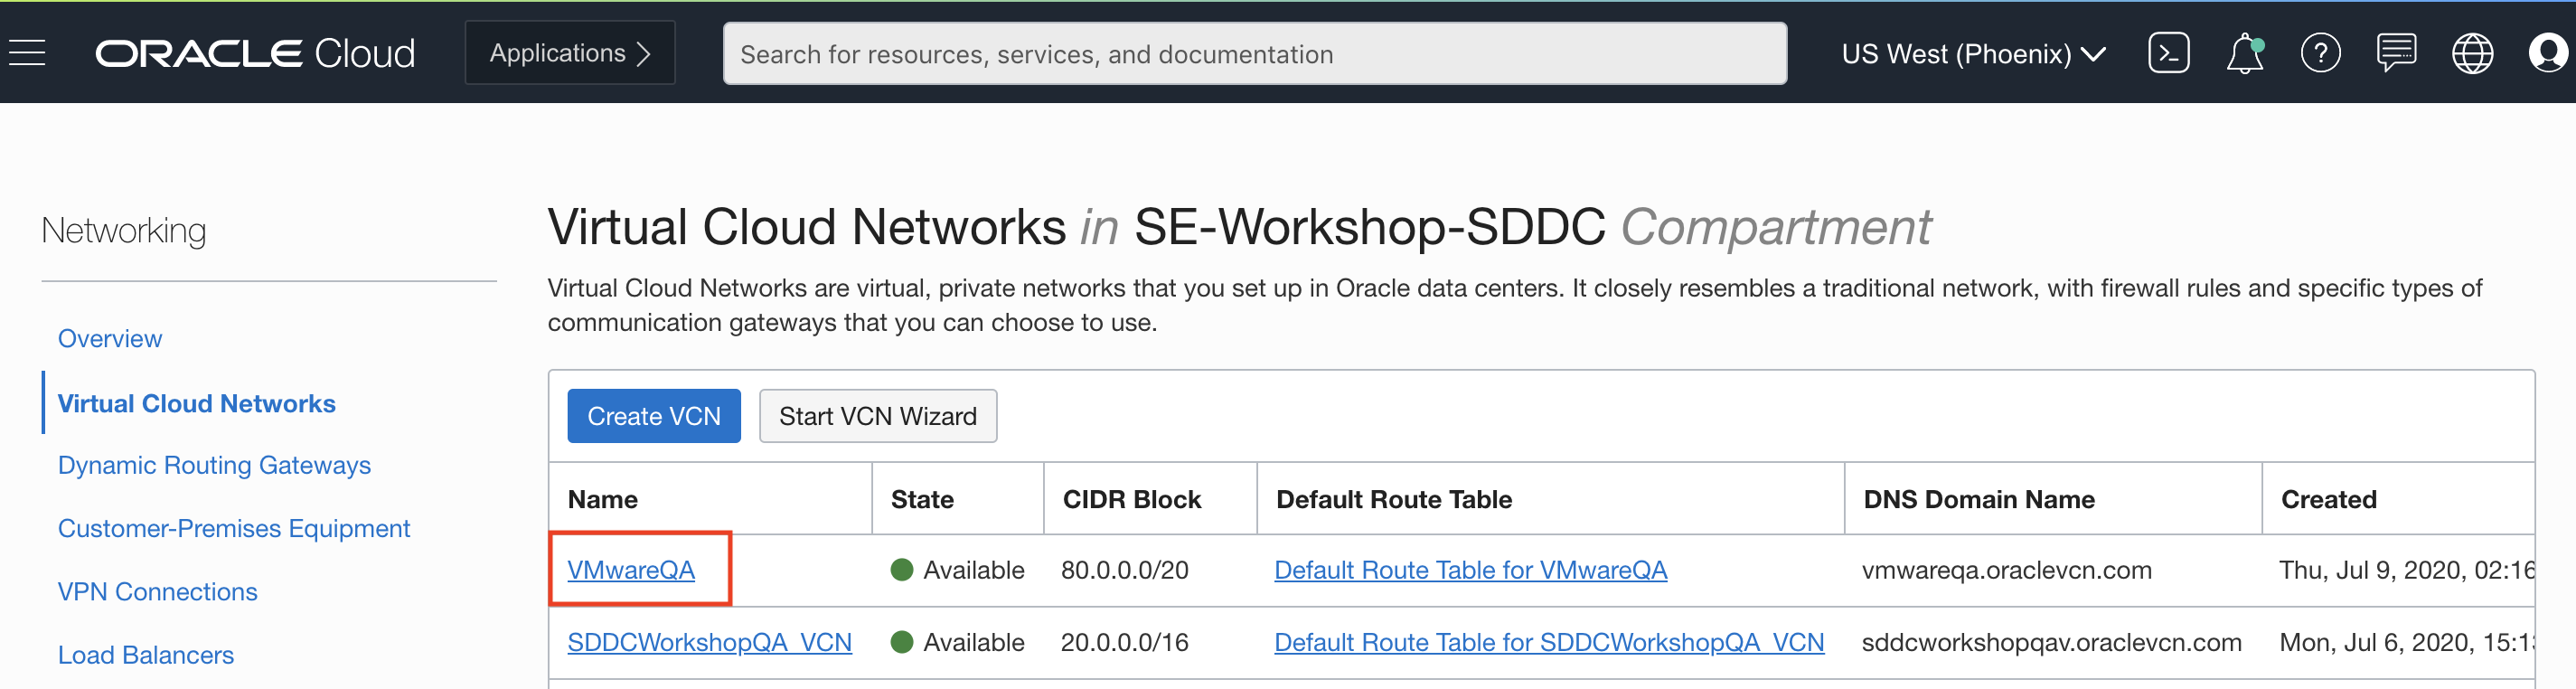 ORACLE Cloud
Applications
Search for resources, services, and documentation
US West (Phoenix)
Networking
Overview
Virtual Cloud Networks
Dynamic Routing Gateways
Customer-Premises Equipment
VPN Connections
Load Balancers
Virtual Cloud Networks in SE-Workshop-SDDC Compartment
Virtual Cloud Networks are virtual, private networks that you set up in Oracle data centers. It closely resembles a traditional network, with firewall rules and specific types of
communication gateways that you can choose to use.
Create VCN Start VCN Wizard
Name State CIDR Block Default Route Table DNS Domain Name Created
VMwareQA Available 80.0.0.0/20 Default Route Table for VMwareQA vmwareqa.oraclevcn.com Thu, Jul 9, 2020, 02:16
SDDCWorkshopQA_VCN Available 20.0.0.0/16 Default Route Table for SDDCWorkshopQA_VCN sddcworkshopqav.oraclevcn.com Mon, Jul 6, 2020, 15:1